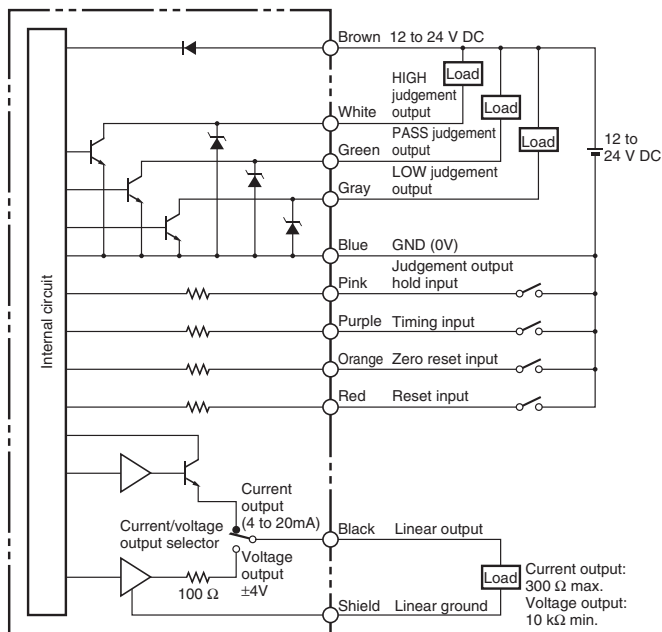 Brown 12 to 24 V DC
Load
HIGH
judgement
output
White
Load
PASS judgement
output
Green
Load
12 to
24 V DC
LOW judgement
output
Gray
Blue GND (0V)
Judgement output
hold input
Pink
Internal circuit
Purple Timing input
Orange Zero reset input
Red Reset input
Current
output
(4 to 20mA)
Current/voltage
output selector
Black Linear output
Voltage
output
±4V
100 Ω
Load
Current output:
300 Ω max.
Voltage output:
10 kΩ min.
Shield Linear ground